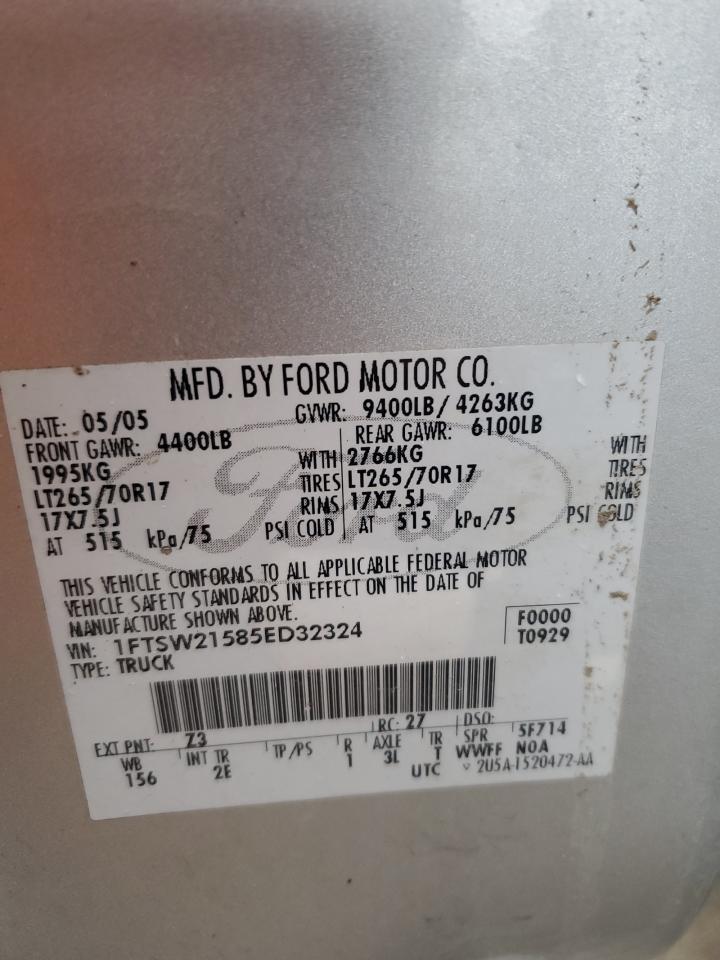 MFD. BY FORD MOTOR CO.
DATE: 05/05 GVWR: 9400LB/ 4263KG
FRONT GAWR: 4400LB REAR GAWR: 6100LB
1995KG WITH 2766KG WITH
LT265/70R17 TIRES LT265/70R17 TIRES
17X7.5J RIMS 17X7.5J RIMS
AT 515 kPa/75 PSI COLD AT 515 kPa/75 PSI COLD
Ford
THIS VEHICLE CONFORMS TO ALL APPLICABLE FEDERAL MOTOR
VEHICLE SAFETY STANDARDS IN EFFECT ON THE DATE OF
MANUFACTURE SHOWN ABOVE.
VIN: 1FTSW21585ED32324 F0000
TYPE: TRUCK T0929
EXT PNT: Z3 RC: 27 DSO:
WB INT TR TP/PS R AXLE TR SPR 5F714
156 2E 1 3L T WWFF N0A
UTC V 2U5A-1520472-AA